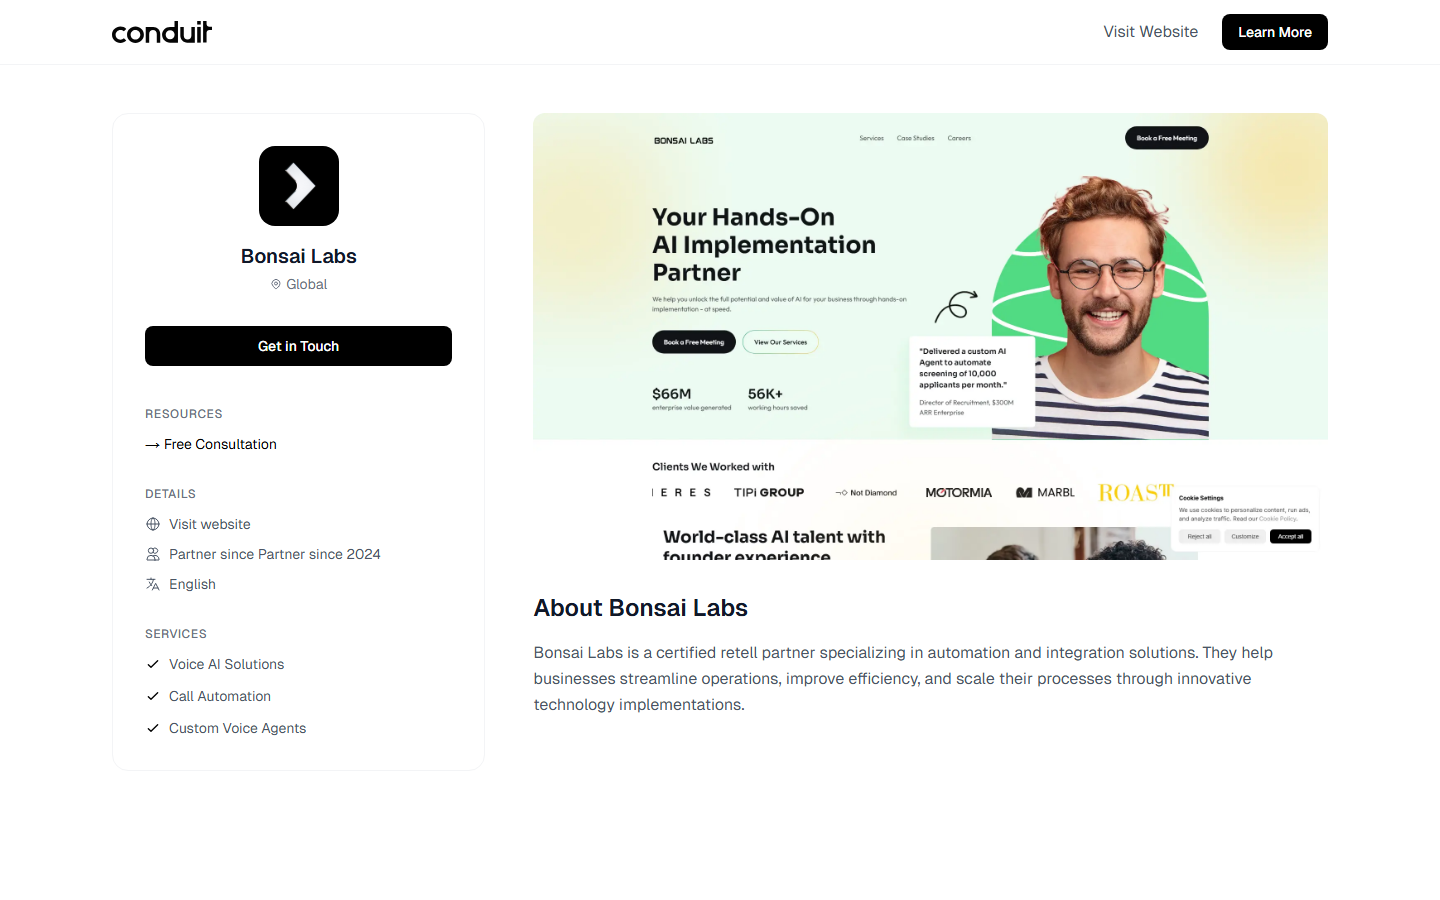 conduit
Visit Website
Learn More
Bonsai Labs
Global
Get in Touch
RESOURCES
→ Free Consultation
DETAILS
Visit website
Partner since Partner since 2024
English
SERVICES
Voice AI Solutions
Call Automation
Custom Voice Agents
BONSAI LABS
Services
Case Studies
Careers
Book a Free Meeting
Your Hands-On
AI Implementation
Partner
We help you unlock the full potential and value of AI for your business through hands-on
implementation - at speed.
Book a Free Meeting
View Our Services
$66M
enterprise value generated
56K+
working hours saved
"Delivered a custom AI
Agent to automate
screening of 10,000
applicants per month."
Director of Recruitment, $300M
ARR Enterprise
Clients We Worked with
ERES
TIPi GROUP
Not Diamond
MOTORMIA
MARBL
ROAST
Cookie Settings
We use cookies to personalize content, run ads,
and analyze traffic. Read our Cookie Policy.
Reject all
Customize
Accept all
World-class AI talent with
founder experience
About Bonsai Labs
Bonsai Labs is a certified retell partner specializing in automation and integration solutions. They help
businesses streamline operations, improve efficiency, and scale their processes through innovative
technology implementations.